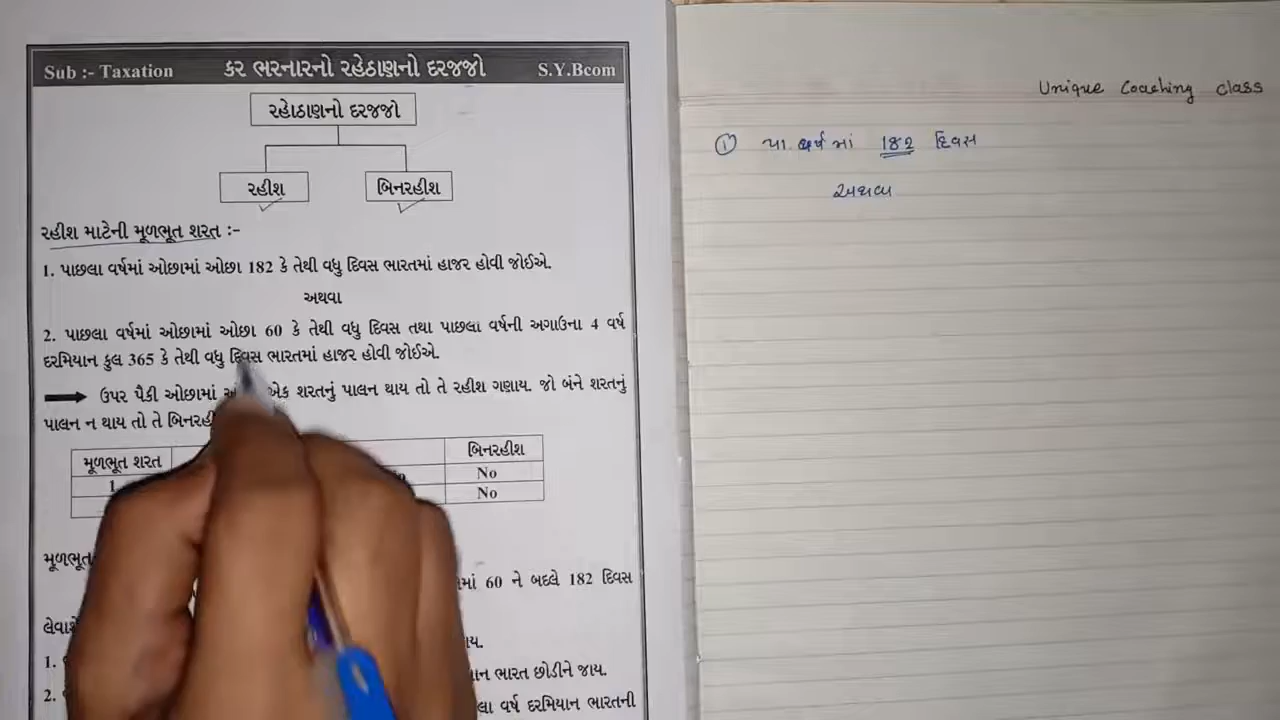 Sub :- Taxation કર ભરનારનો રહેઠાણનો દરજજો S.Y.Bcom
રહેાઠાણનો દરજજો
રહીશ બિનરહીશ
રહીશ માટેની મૂળભૂત શરત :-
1. પાછલા વર્ષમાં ઓછામાં ઓછા 182 કે તેથી વધુ દિવસ ભારતમાં હાજર હોવી જોઈએ.
અથવા
2. પાછલા વર્ષમાં ઓછામાં ઓછા 60 કે તેથી વધુ દિવસ તથા પાછલા વર્ષની અગાઉના 4 વર્ષ
દરમિયાન કુલ 365 કે તેથી વધુ દિવસ ભારતમાં હાજર હોવી જોઈએ.
ઉપર પૈકી ઓછામાં એક શરતનું પાલન થાય તો તે રહીશ ગણાય. જો બંને શરતનું
પાલન ન થાય તો તે
મૂળભૂત શરત બિનરહીશ
1 No
No
મૂળભૂત
60 ને બદલે 182 દિવસ
1.
ભારત છોડીને જાય.
2. વર્ષ દરમિયાન ભારતની
Unique Coaching Class
① પા. વર્ષ માં 182 દિવસ
અથવા